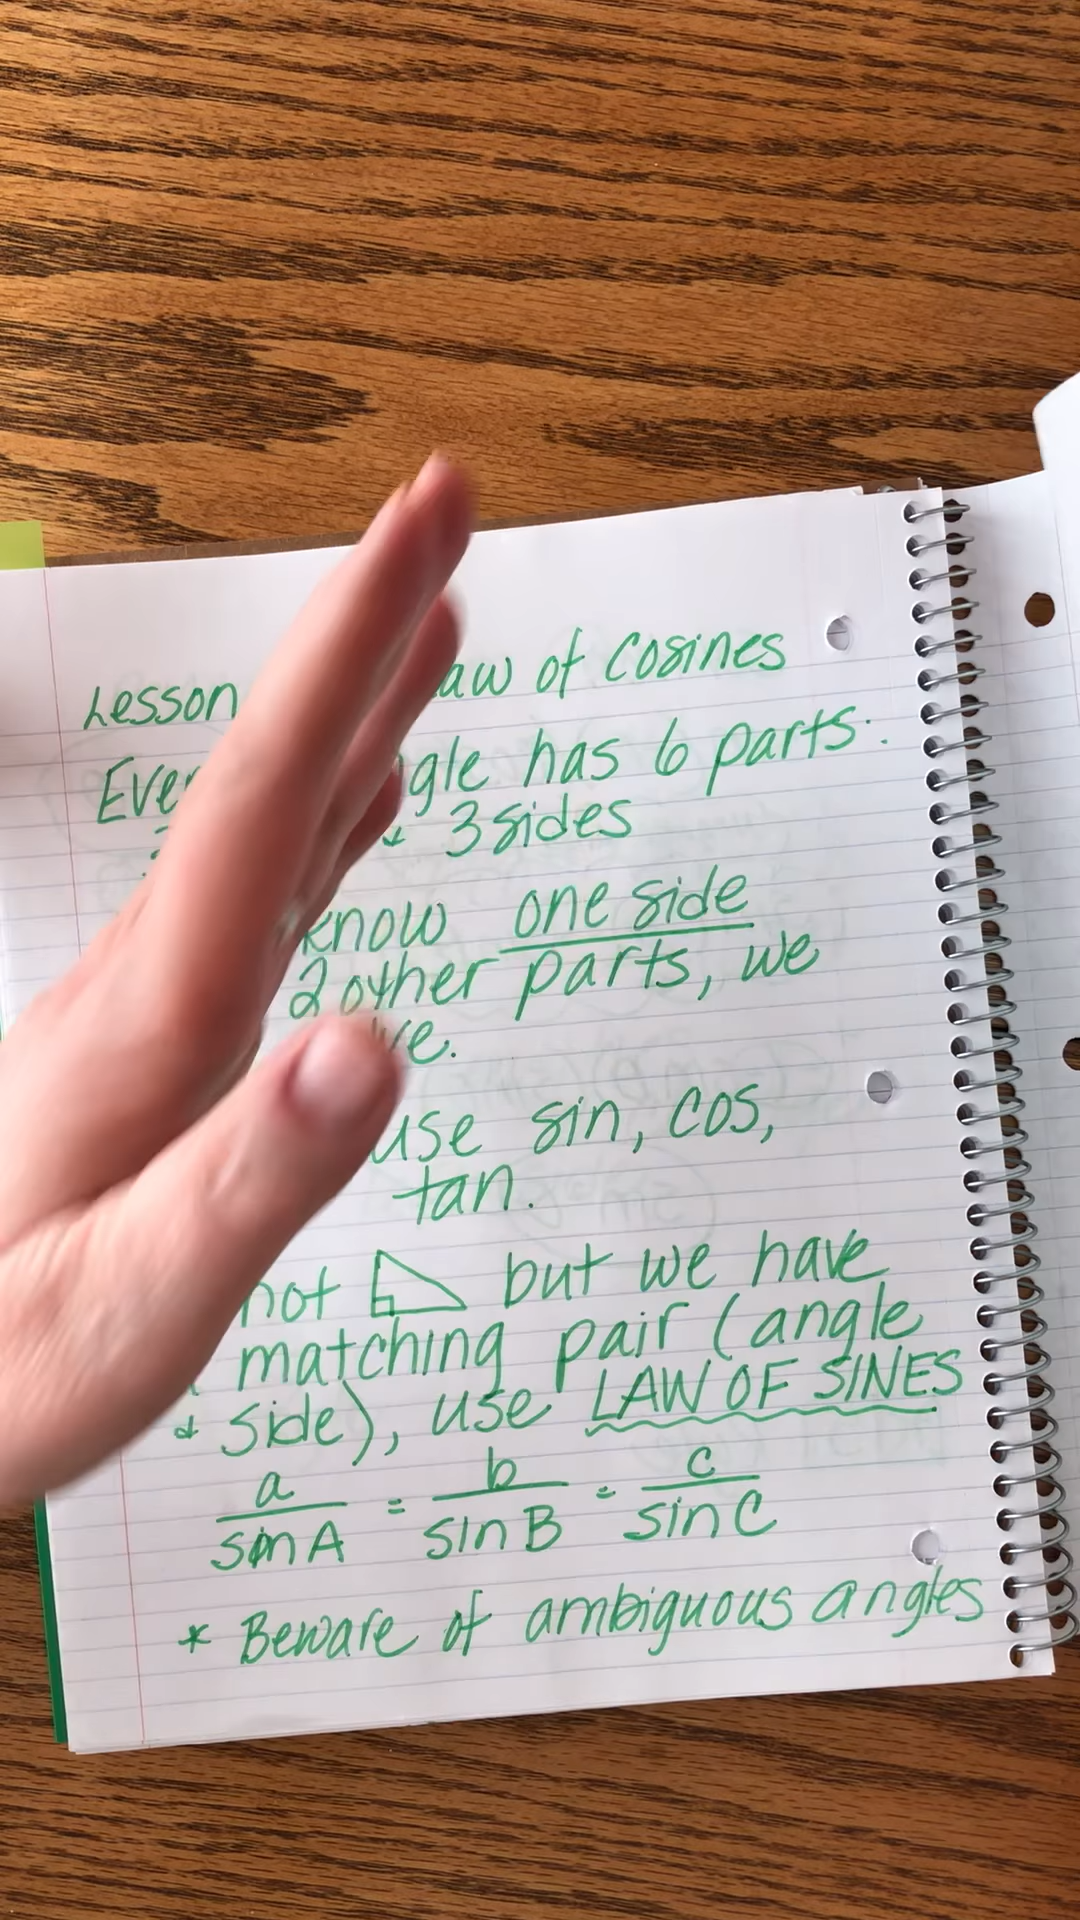 Lesson aw of Cosines
Eve gle has 6 parts:
& 3 sides
know one side
2 other parts, we
ve.
use sin, cos,
tan.
not but we have
matching pair (angle
& side), use LAW OF SINES
a/sin A = b/sin B = c/sin C
* Beware of ambiguous angles